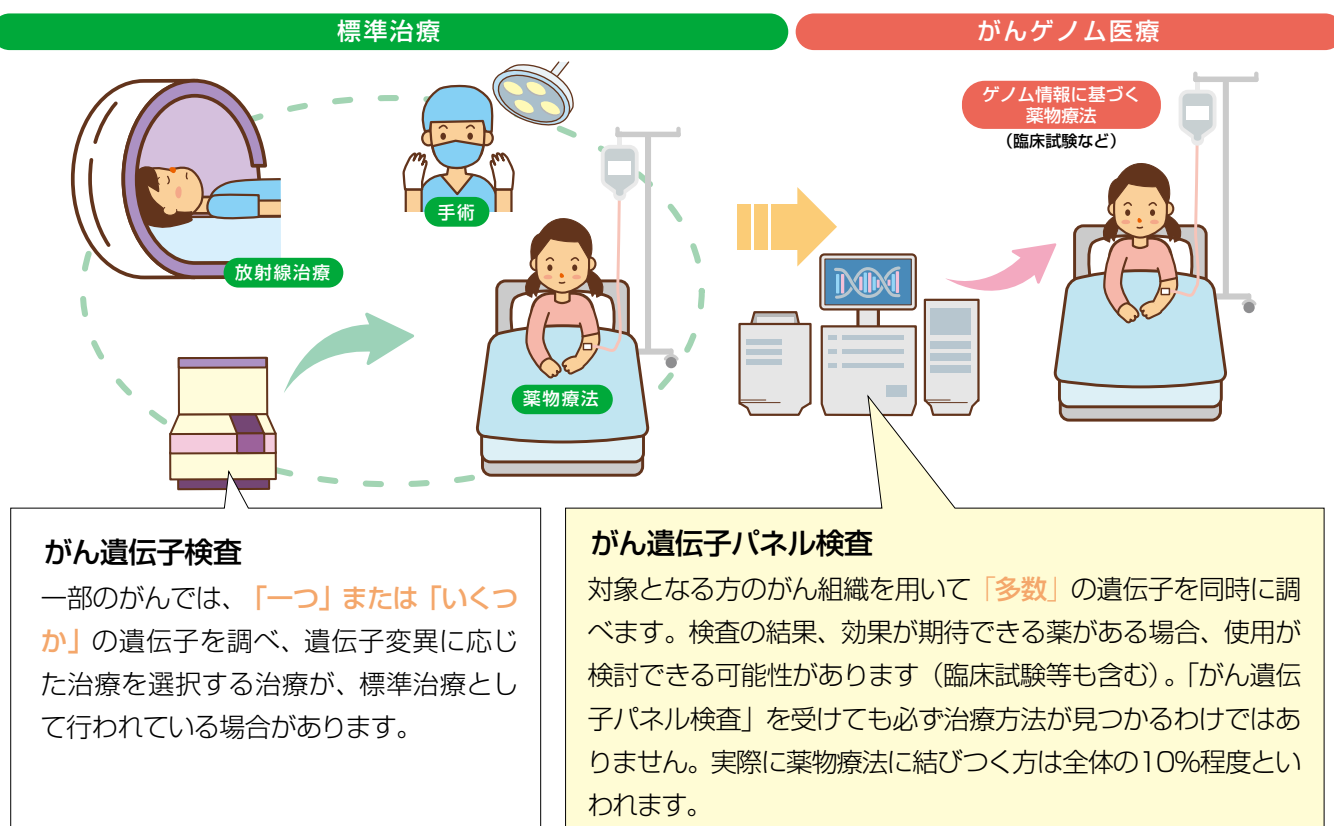 標準治療
がんゲノム医療
ゲノム情報に基づく
薬物療法
（臨床試験など）
手術
放射線治療
薬物療法
がん遺伝子検査
一部のがんでは、「一つ」または「いくつ
か」の遺伝子を調べ、遺伝子変異に応じ
た治療を選択する治療が、標準治療とし
て行われている場合があります。
がん遺伝子パネル検査
対象となる方のがん組織を用いて「多数」の遺伝子を同時に調
べます。検査の結果、効果が期待できる薬がある場合、使用が
検討できる可能性があります（臨床試験等も含む）。「がん遺伝
子パネル検査」を受けても必ず治療方法が見つかるわけではあ
りません。実際に薬物療法に結びつく方は全体の10%程度とい
われます。